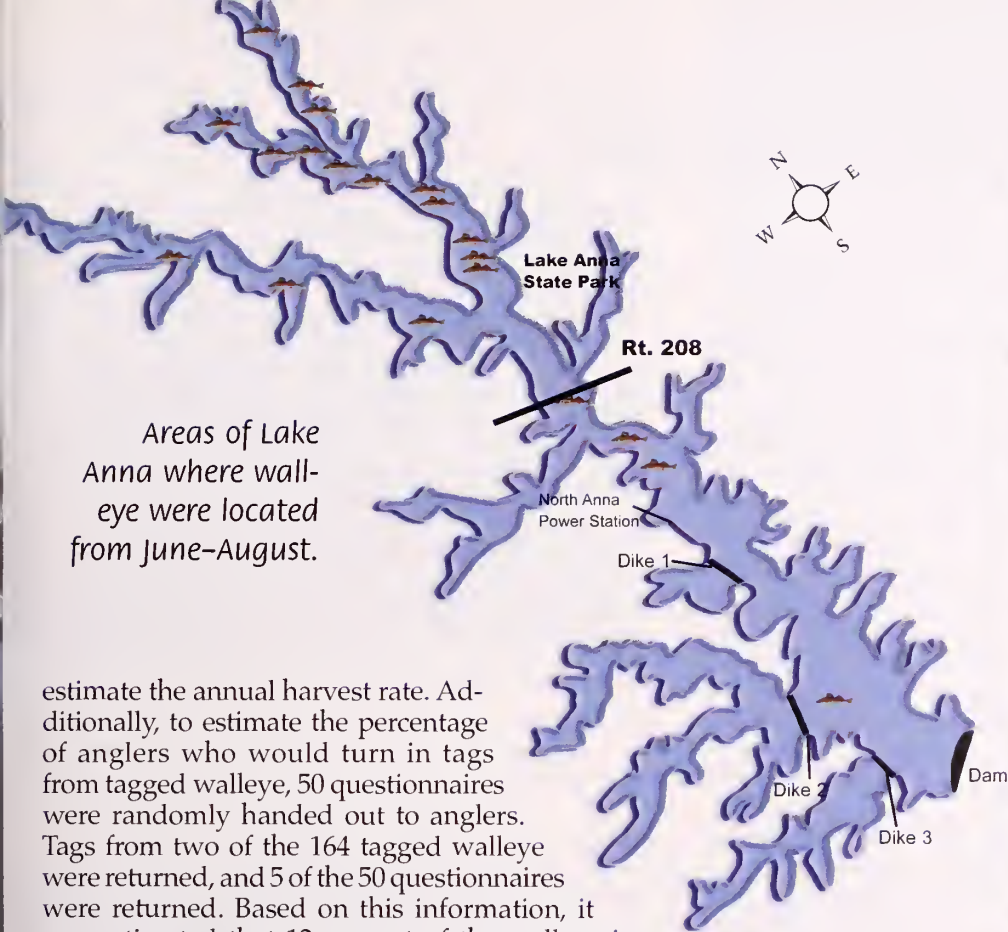 N
E
W
S
Lake Anna
State Park
Rt. 208
Areas of Lake
Anna where wall-
eye were located
from June–August.
North Anna
Power Station
Dike 1
estimate the annual harvest rate. Ad-
ditionally, to estimate the percentage
of anglers who would turn in tags
from tagged walleye, 50 questionnaires
were randomly handed out to anglers.
Tags from two of the 164 tagged walleye
were returned, and 5 of the 50 questionnaires
were returned. Based on this information, it
Dam
Dike 2
Dike 3